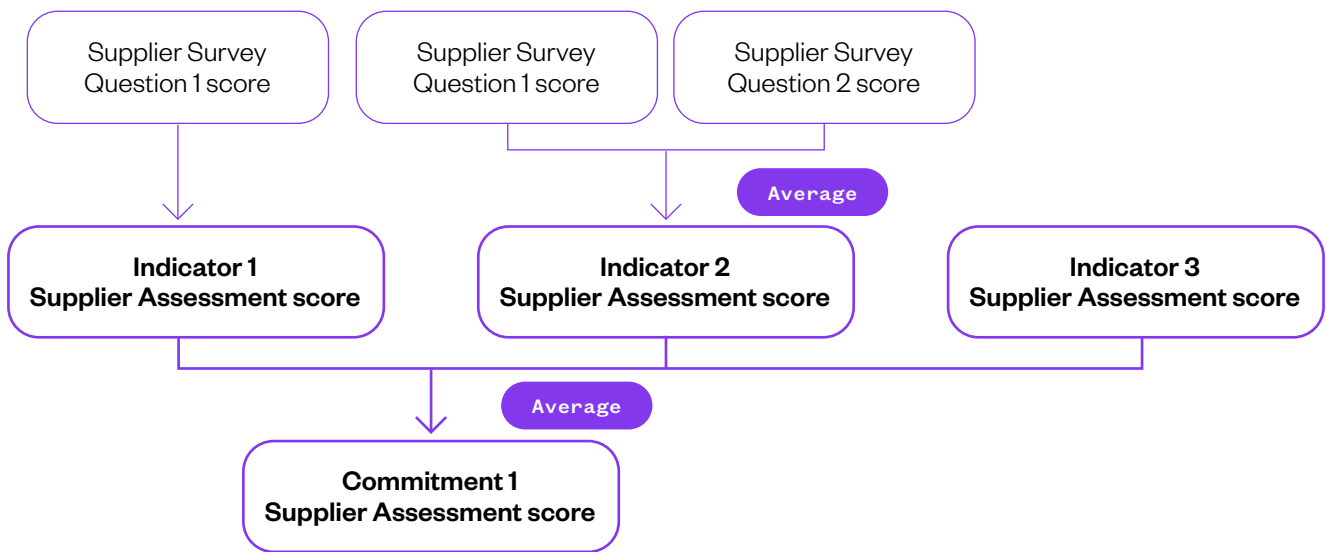 Supplier Survey
Question 1 score
Supplier Survey
Question 1 score
Supplier Survey
Question 2 score
Average
Indicator 1
Supplier Assessment score
Indicator 2
Supplier Assessment score
Indicator 3
Supplier Assessment score
Average
Commitment 1
Supplier Assessment score